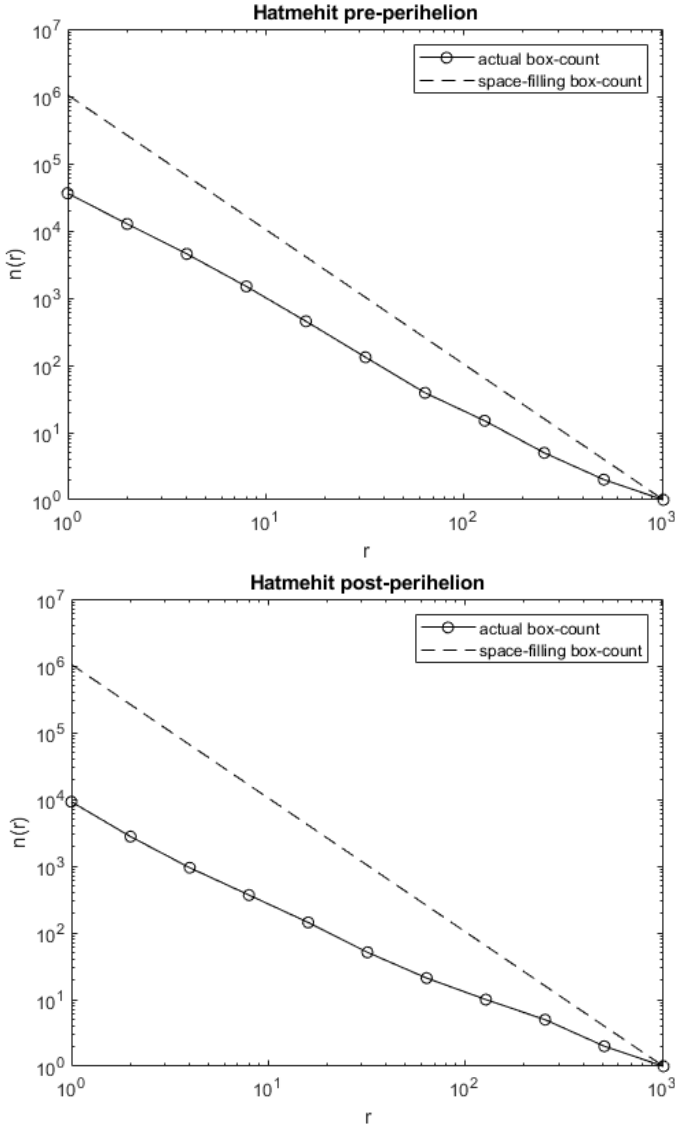 Hatmehit pre-perihelion
10^7
10^6
10^5
10^4
10^3
10^2
10^1
10^0
n(r)
actual box-count
space-filling box-count
10^0 10^1 10^2 10^3
r
Hatmehit post-perihelion
10^7
10^6
10^5
10^4
10^3
10^2
10^1
10^0
n(r)
actual box-count
space-filling box-count
10^0 10^1 10^2 10^3
r